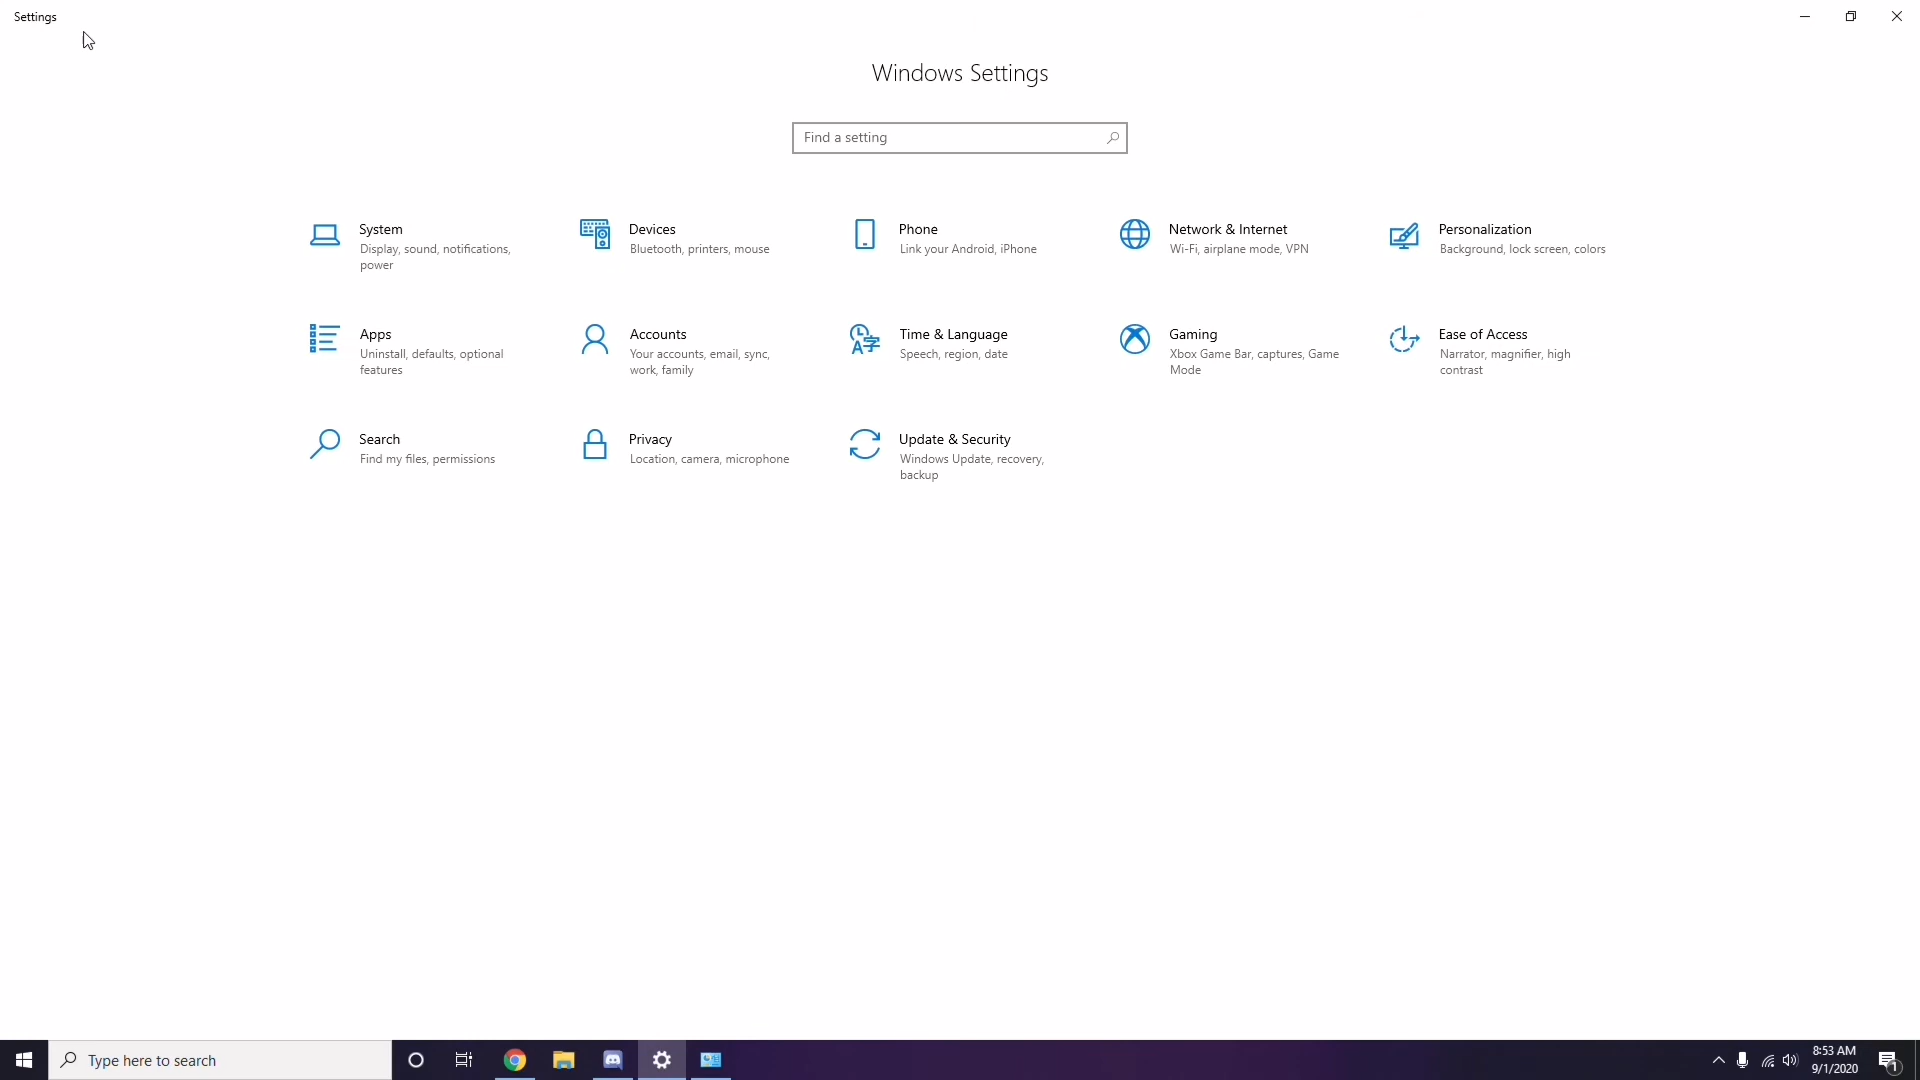 Settings
Windows Settings
Find a setting
System
Display, sound, notifications,
power
Devices
Bluetooth, printers, mouse
Phone
Link your Android, iPhone
Network & Internet
Wi-Fi, airplane mode, VPN
Personalization
Background, lock screen, colors
Apps
Uninstall, defaults, optional
features
Accounts
Your accounts, email, sync,
work, family
Time & Language
Speech, region, date
Gaming
Xbox Game Bar, captures, Game
Mode
Ease of Access
Narrator, magnifier, high
contrast
Search
Find my files, permissions
Privacy
Location, camera, microphone
Update & Security
Windows Update, recovery,
backup
Type here to search
8:53 AM
9/1/2020
1